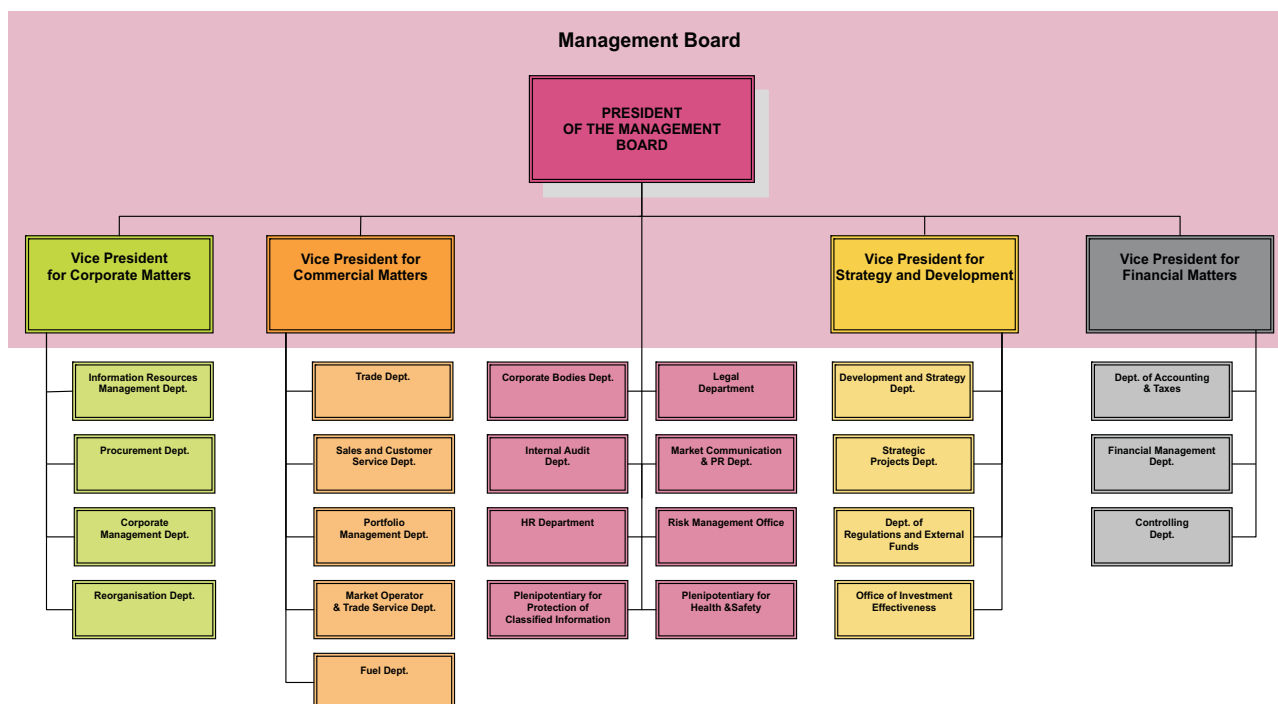 Management Board
PRESIDENT
OF THE MANAGEMENT
BOARD
Vice President
for Corporate Matters
Vice President for
Commercial Matters
Vice President for
Strategy and Development
Vice President for
Financial Matters
Information Resources
Management Dept.
Trade Dept.
Corporate Bodies Dept.
Legal
Department
Development and Strategy
Dept.
Dept. of Accounting
& Taxes
Procurement Dept.
Sales and Customer
Service Dept.
Internal Audit
Dept.
Market Communication
& PR Dept.
Strategic
Projects Dept.
Financial Management
Dept.
Corporate
Management Dept.
Portfolio
Management Dept.
HR Department
Risk Management Office
Dept. of
Regulations and External
Funds
Controlling
Dept.
Reorganisation Dept.
Market Operator
& Trade Service Dept.
Plenipotentiary for
Protection of
Classified Information
Plenipotentiary for
Health &Safety
Office of Investment
Effectiveness
Fuel Dept.